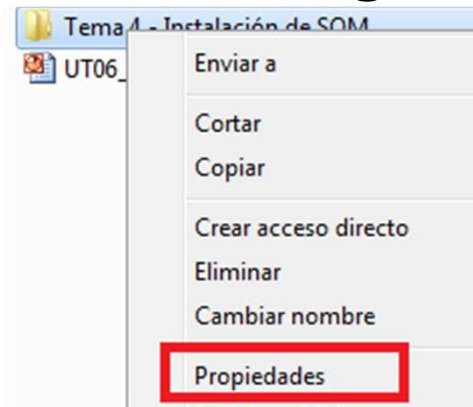 Tema 4 - Instalación de SOM
UT06_
Enviar a
Cortar
Copiar
Crear acceso directo
Eliminar
Cambiar nombre
Propiedades